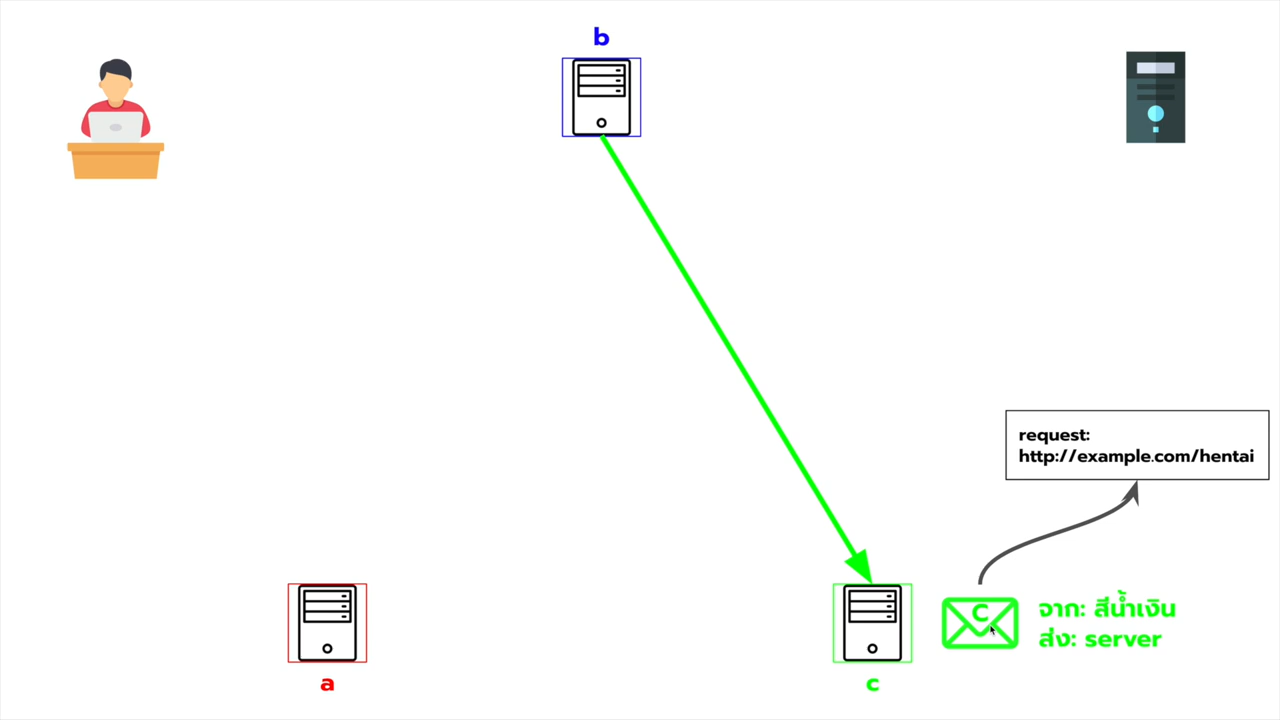 b
request:
http://example.com/hentai
C
จาก: สีน้ำเงิน
ส่ง: server
a
c